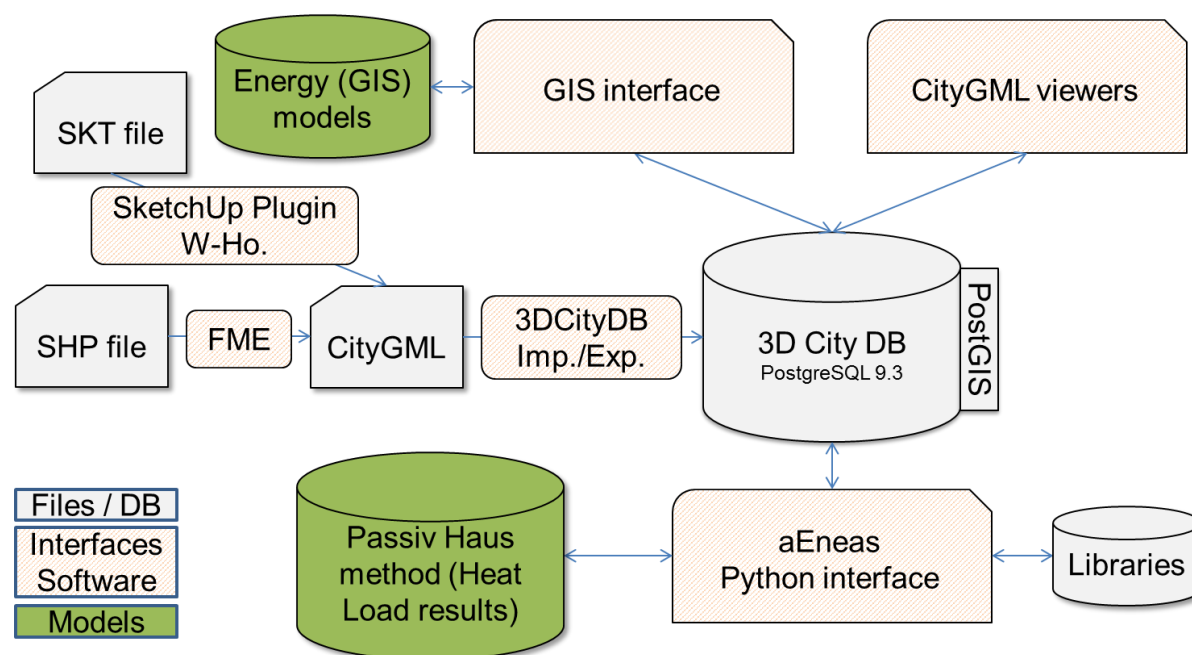 Energy (GIS)
models
GIS interface
CityGML viewers
SKT file
SketchUp Plugin
W-Ho.
SHP file
FME
CityGML
3DCityDB
Imp./Exp.
3D City DB
PostgreSQL 9.3
PostGIS
Files / DB
Interfaces
Software
Models
Passiv Haus
method (Heat
Load results)
aEneas
Python interface
Libraries